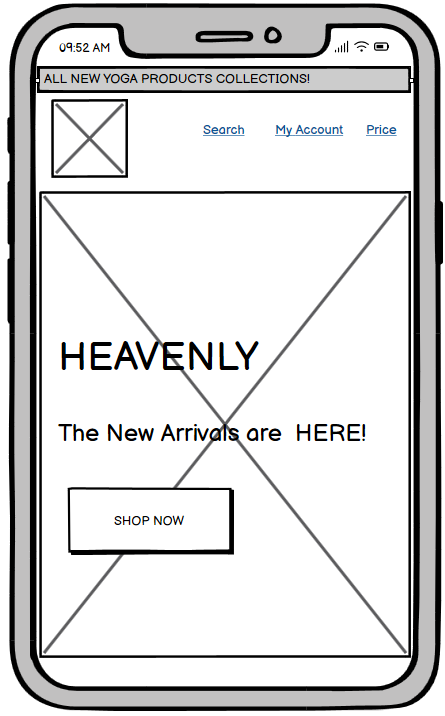 09:52 AM
ALL NEW YOGA PRODUCTS COLLECTIONS!
Search My Account Price
HEAVENLY
The New Arrivals are HERE!
SHOP NOW